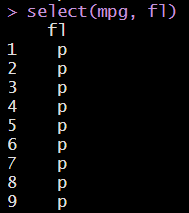 > select(mpg, fl)
fl
1 p
2 p
3 p
4 p
5 p
6 p
7 p
8 p
9 p